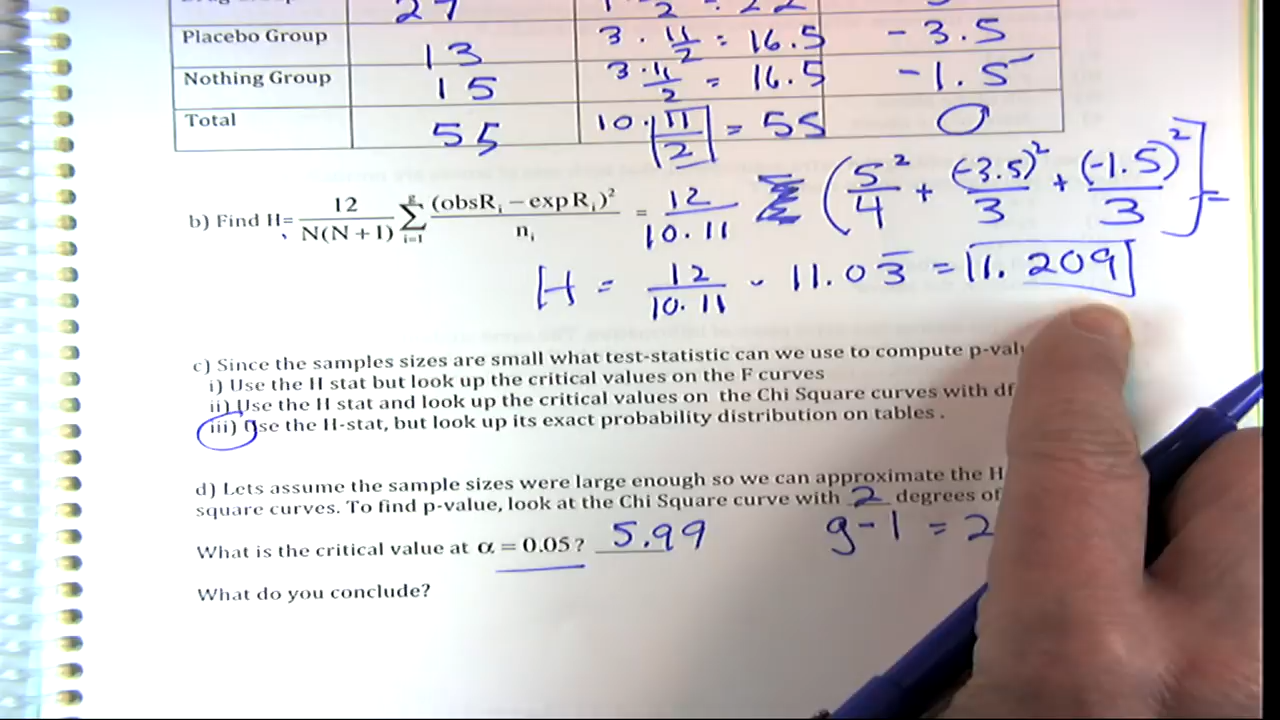 27
Placebo Group 13 3 · 11/2 = 16.5 -3.5
Nothing Group 15 3 · 11/2 = 16.5 -1.5
Total 55 10 · 11/2 = 55 0
b) Find H= 12/N(N+1) g∑i=1 (obsRi – expRi)²/ni = 12/10.11 (5²/4 + (-3.5)²/3 + (-1.5)²/3] =
H = 12/10.11 - 11.03̅ = 11.209
c) Since the samples sizes are small what test-statistic can we use to compute
i) Use the H stat but look up the critical values on the F curves
ii) Use the H stat and look up the critical values on the Chi Square curves with df
iii) Use the H-stat, but look up its exact probability distribution on tables .
d) Lets assume the sample sizes were large enough so we can approximate the H
square curves. To find p-value, look at the Chi Square curve with 2 degrees of
What is the critical value at α = 0.05? 5.99 g-1 = 2
What do you conclude?